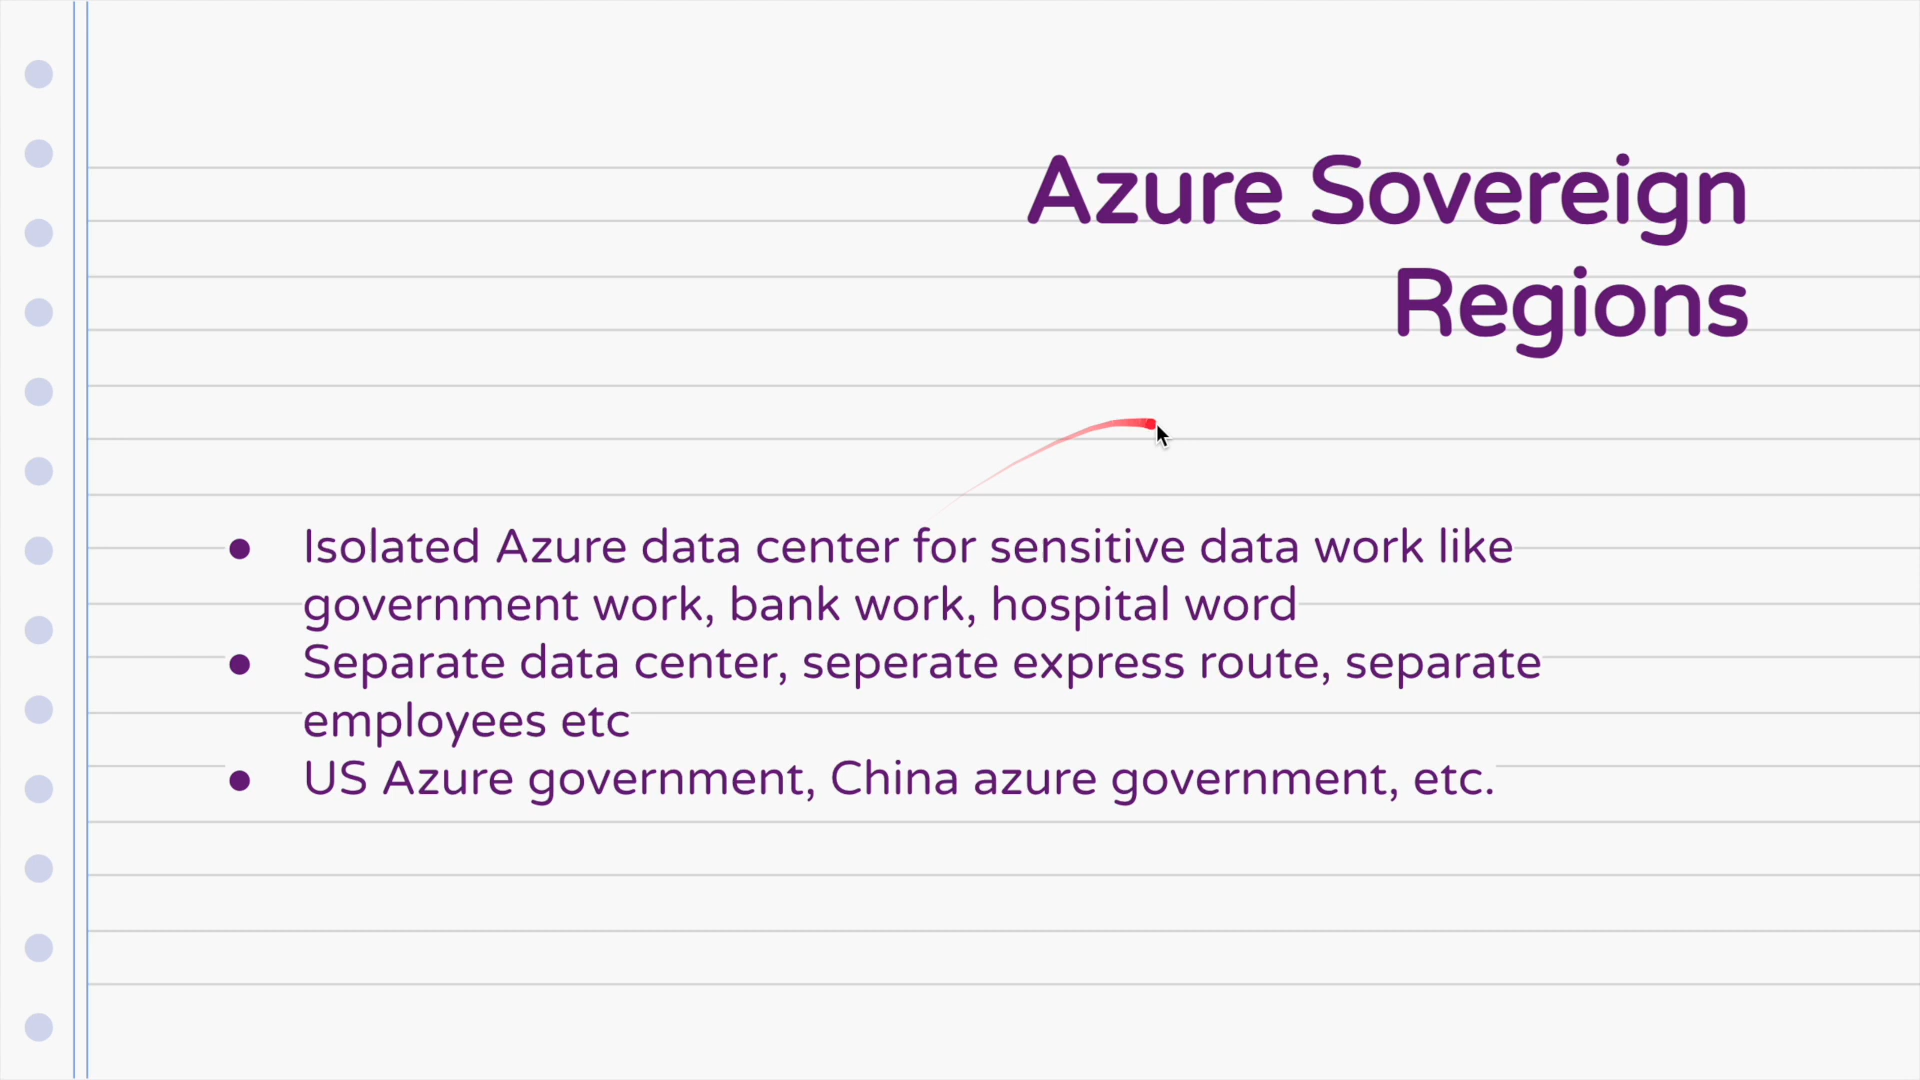 Azure Sovereign
Regions
● Isolated Azure data center for sensitive data work like
government work, bank work, hospital word
● Separate data center, seperate express route, separate
employees etc
● US Azure government, China azure government, etc.